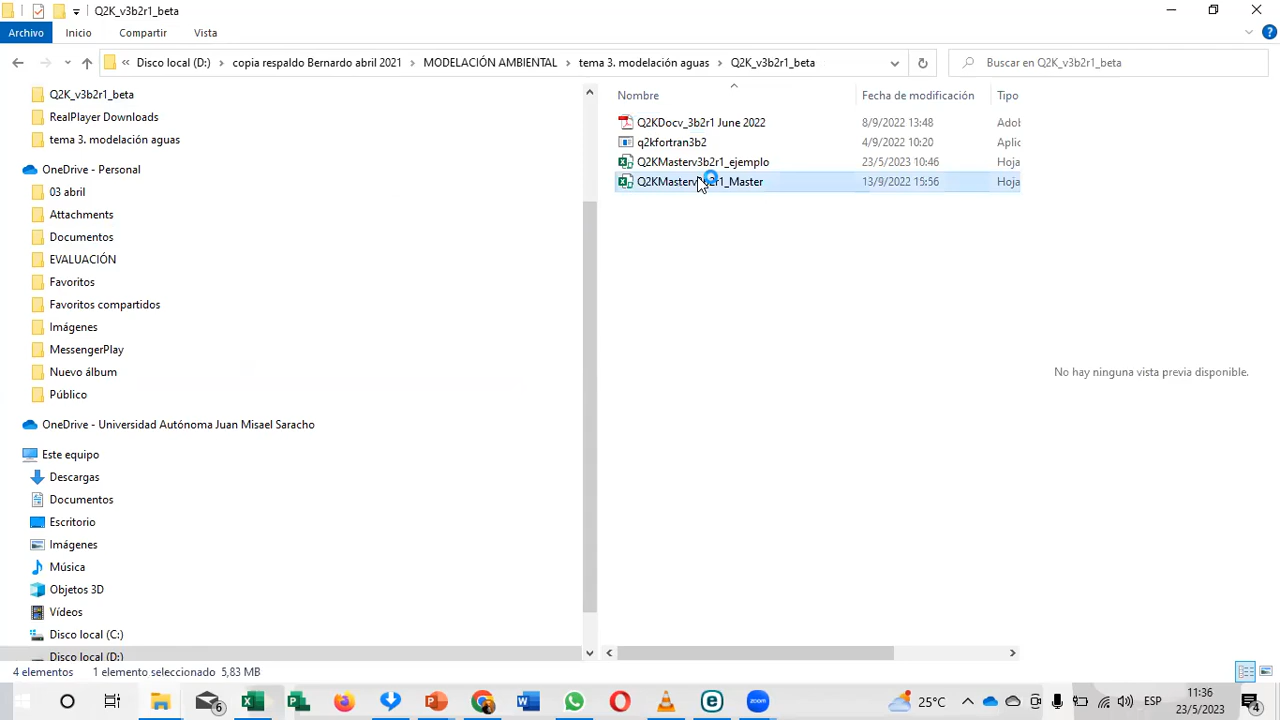 Q2K_v3b2r1_beta
Archivo Inicio Compartir Vista
« Disco local (D:) > copia respaldo Bernardo abril 2021 > MODELACIÓN AMBIENTAL > tema 3. modelación aguas > Q2K_v3b2r1_beta
Buscar en Q2K_v3b2r1_beta
Q2K_v3b2r1_beta
RealPlayer Downloads
tema 3. modelación aguas
OneDrive - Personal
03 abril
Attachments
Documentos
EVALUACIÓN
Favoritos
Favoritos compartidos
Imágenes
MessengerPlay
Nuevo álbum
Público
OneDrive - Universidad Autónoma Juan Misael Saracho
Este equipo
Descargas
Documentos
Escritorio
Imágenes
Música
Objetos 3D
Vídeos
Disco local (C:)
Disco local (D:)
Nombre Fecha de modificación Tipo
Q2KDocv_3b2r1 June 2022 8/9/2022 13:48 Adob
q2kfortran3b2 4/9/2022 10:20 Aplic
Q2KMasterv3b2r1_ejemplo 23/5/2023 10:46 Hoja
13/9/2022 15:56 Hoja
No hay ninguna vista previa disponible.
4 elementos 1 elemento seleccionado 5,83 MB
6
zoom
25°C
ESP
11:36
23/5/2023
4